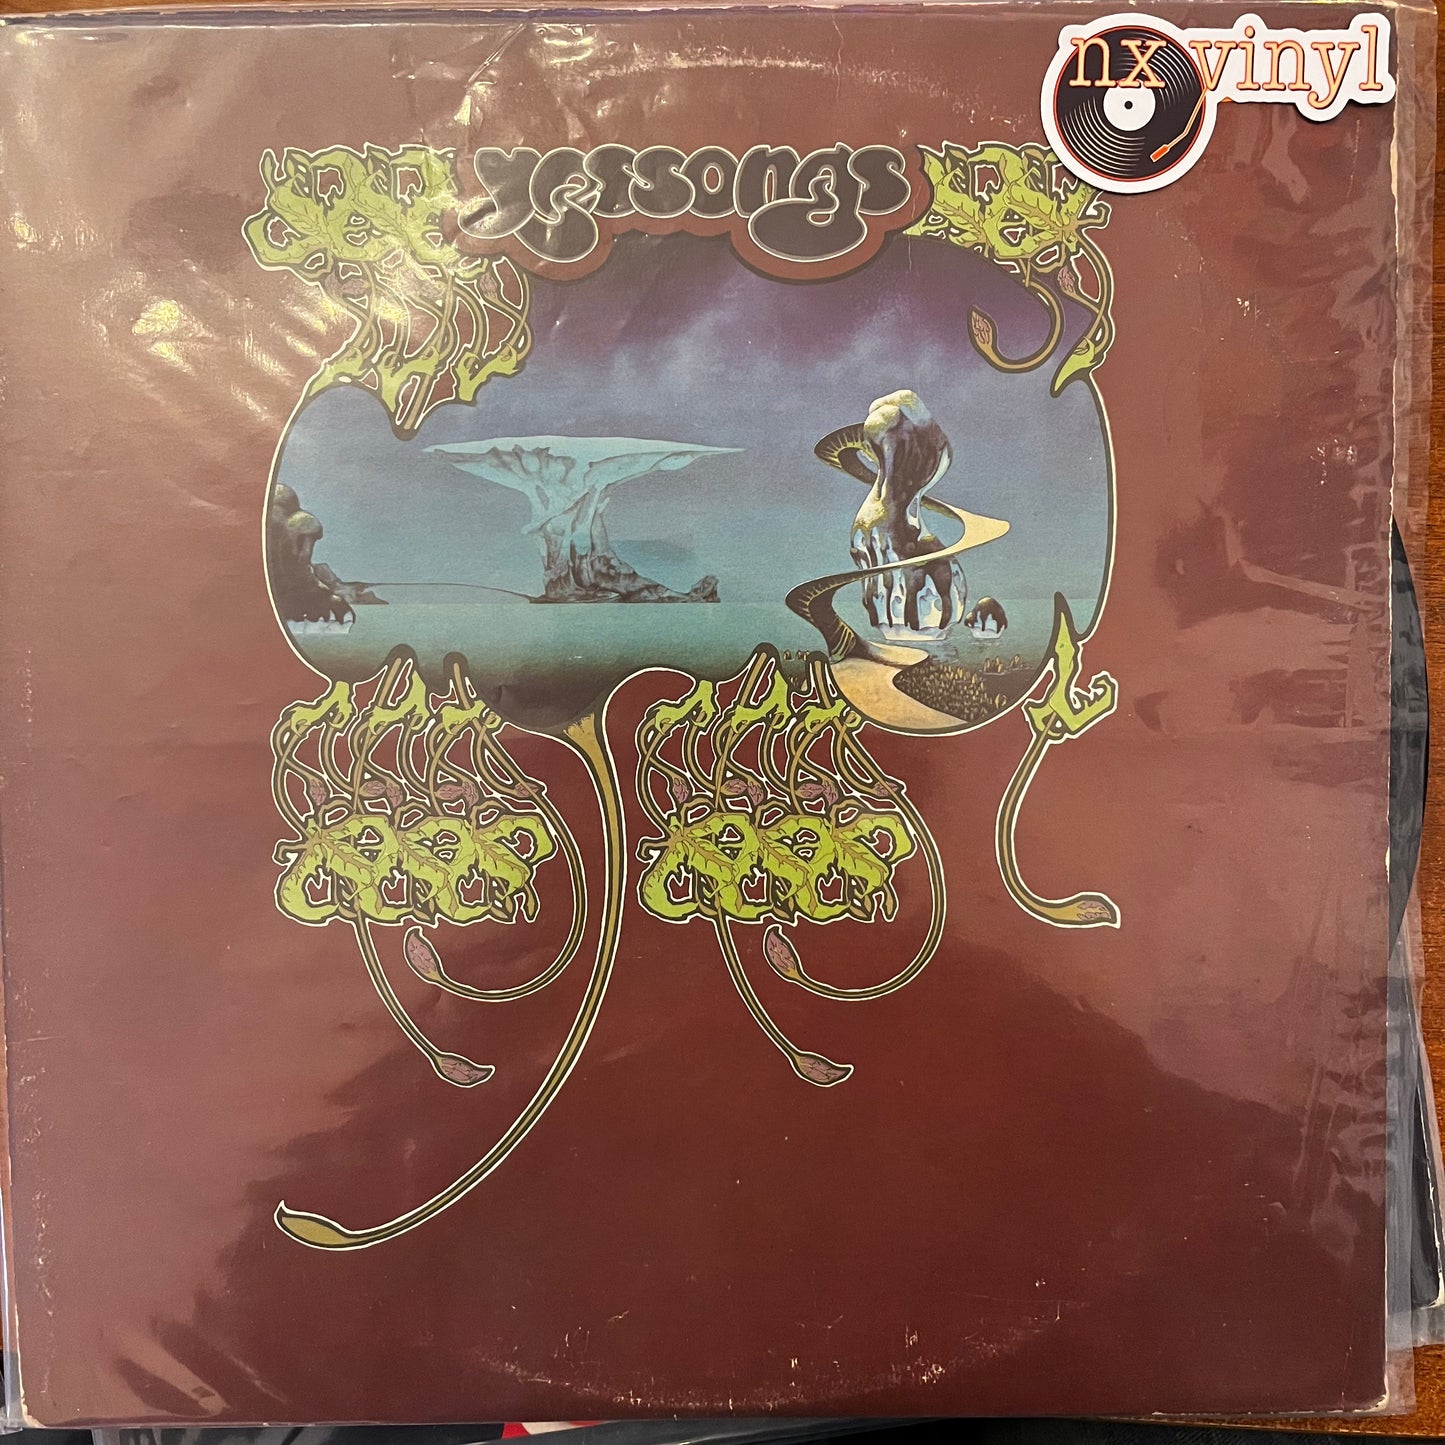 nx vinyl
yessongs